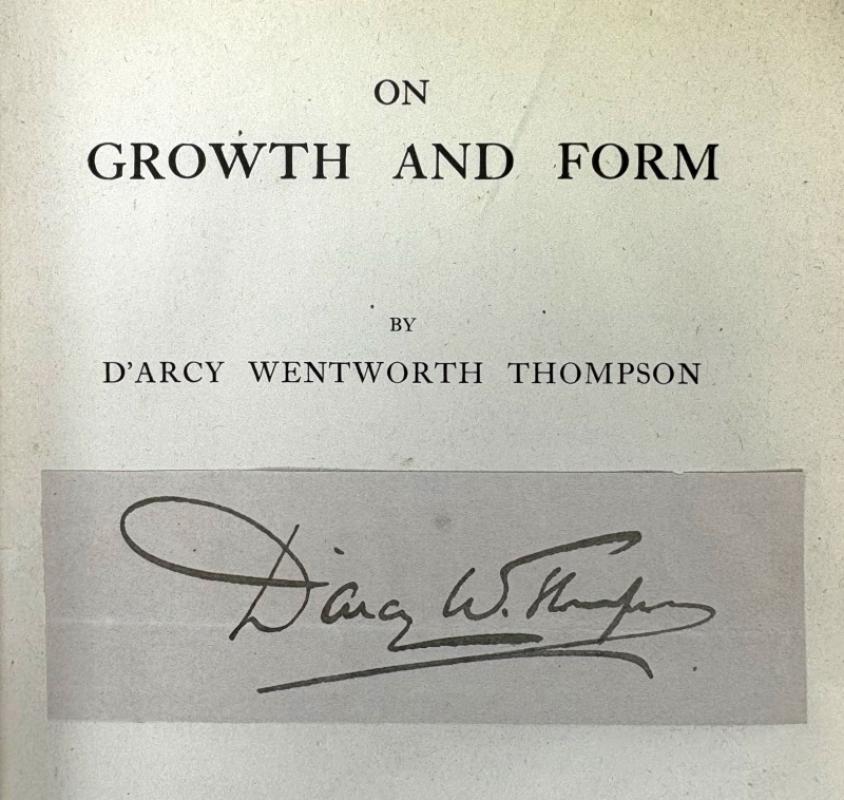 ON
GROWTH AND FORM
BY
D'ARCY WENTWORTH THOMPSON
D'Arcy W. Thompson